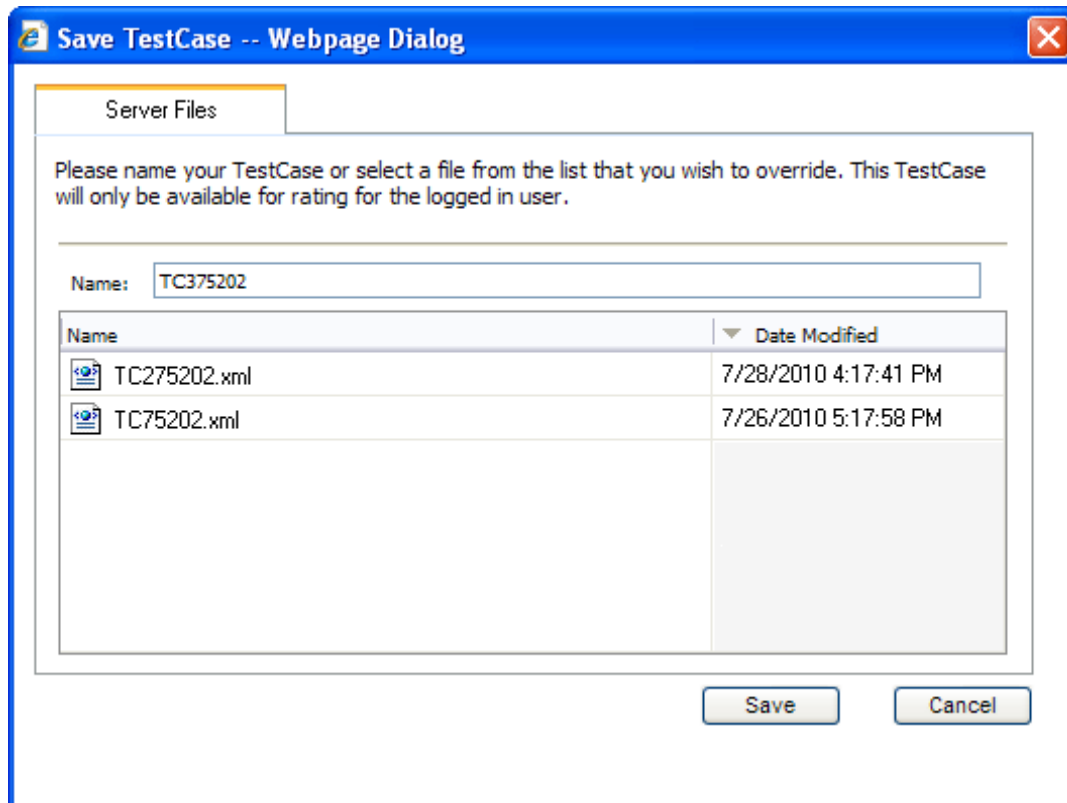 Save TestCase -- Webpage Dialog
Server Files
Please name your TestCase or select a file from the list that you wish to override. This TestCase
will only be available for rating for the logged in user.
Name: TC375202
Name Date Modified
TC275202.xml 7/28/2010 4:17:41 PM
TC75202.xml 7/26/2010 5:17:58 PM
Save Cancel